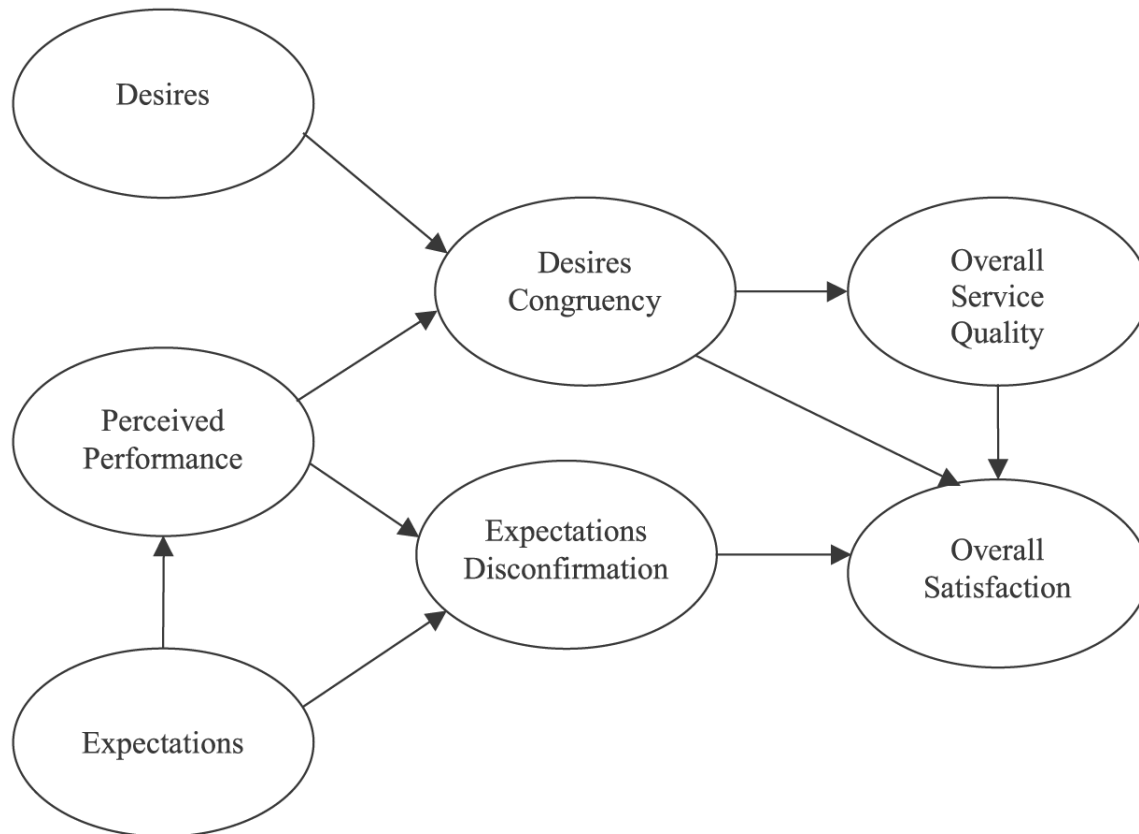 Desires
Desires
Congruency
Overall
Service
Quality
Perceived
Performance
Expectations
Disconfirmation
Overall
Satisfaction
Expectations